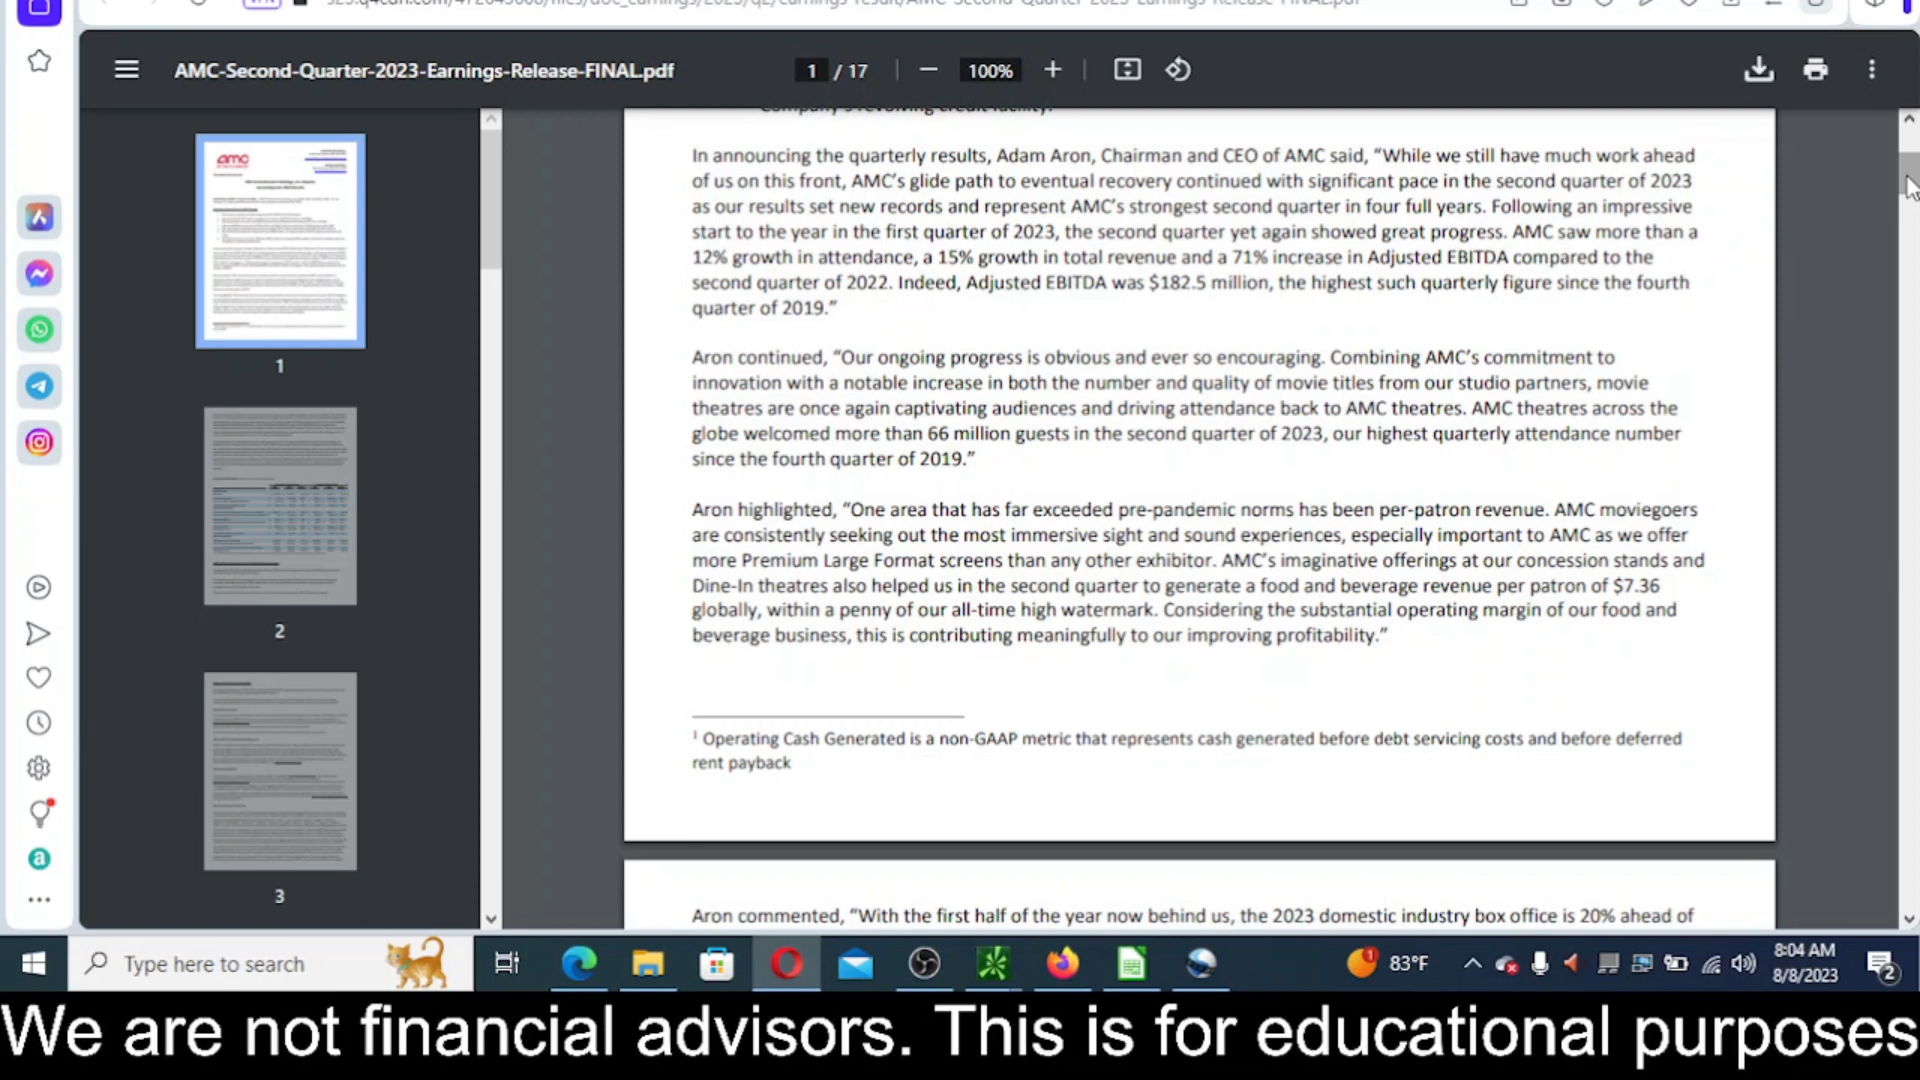 AMC-Second-Quarter-2023-Earnings-Release-FINAL.pdf
1 / 17
100%
Company's revolving credit facility.
In announcing the quarterly results, Adam Aron, Chairman and CEO of AMC said, “While we still have much work ahead
of us on this front, AMC’s glide path to eventual recovery continued with significant pace in the second quarter of 2023
as our results set new records and represent AMC’s strongest second quarter in four full years. Following an impressive
start to the year in the first quarter of 2023, the second quarter yet again showed great progress. AMC saw more than a
12% growth in attendance, a 15% growth in total revenue and a 71% increase in Adjusted EBITDA compared to the
second quarter of 2022. Indeed, Adjusted EBITDA was $182.5 million, the highest such quarterly figure since the fourth
quarter of 2019.”
Aron continued, “Our ongoing progress is obvious and ever so encouraging. Combining AMC’s commitment to
innovation with a notable increase in both the number and quality of movie titles from our studio partners, movie
theatres are once again captivating audiences and driving attendance back to AMC theatres. AMC theatres across the
globe welcomed more than 66 million guests in the second quarter of 2023, our highest quarterly attendance number
since the fourth quarter of 2019.”
Aron highlighted, “One area that has far exceeded pre-pandemic norms has been per-patron revenue. AMC moviegoers
are consistently seeking out the most immersive sight and sound experiences, especially important to AMC as we offer
more Premium Large Format screens than any other exhibitor. AMC’s imaginative offerings at our concession stands and
Dine-In theatres also helped us in the second quarter to generate a food and beverage revenue per patron of $7.36
globally, within a penny of our all-time high watermark. Considering the substantial operating margin of our food and
beverage business, this is contributing meaningfully to our improving profitability.”
1 Operating Cash Generated is a non-GAAP metric that represents cash generated before debt servicing costs and before deferred
rent payback
Aron commented, “With the first half of the year now behind us, the 2023 domestic industry box office is 20% ahead of
amc
1
2
3
Type here to search
83°F
8:04 AM
8/8/2023
2
We are not financial advisors. This is for educational purposes